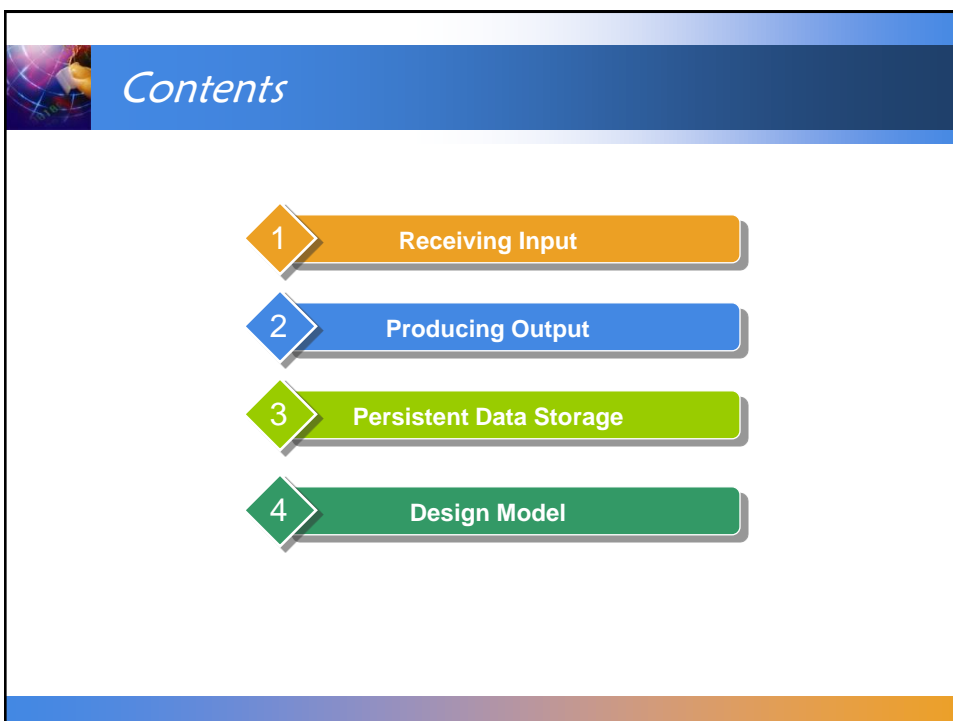 Contents
1 Receiving Input
2 Producing Output
3 Persistent Data Storage
4 Design Model